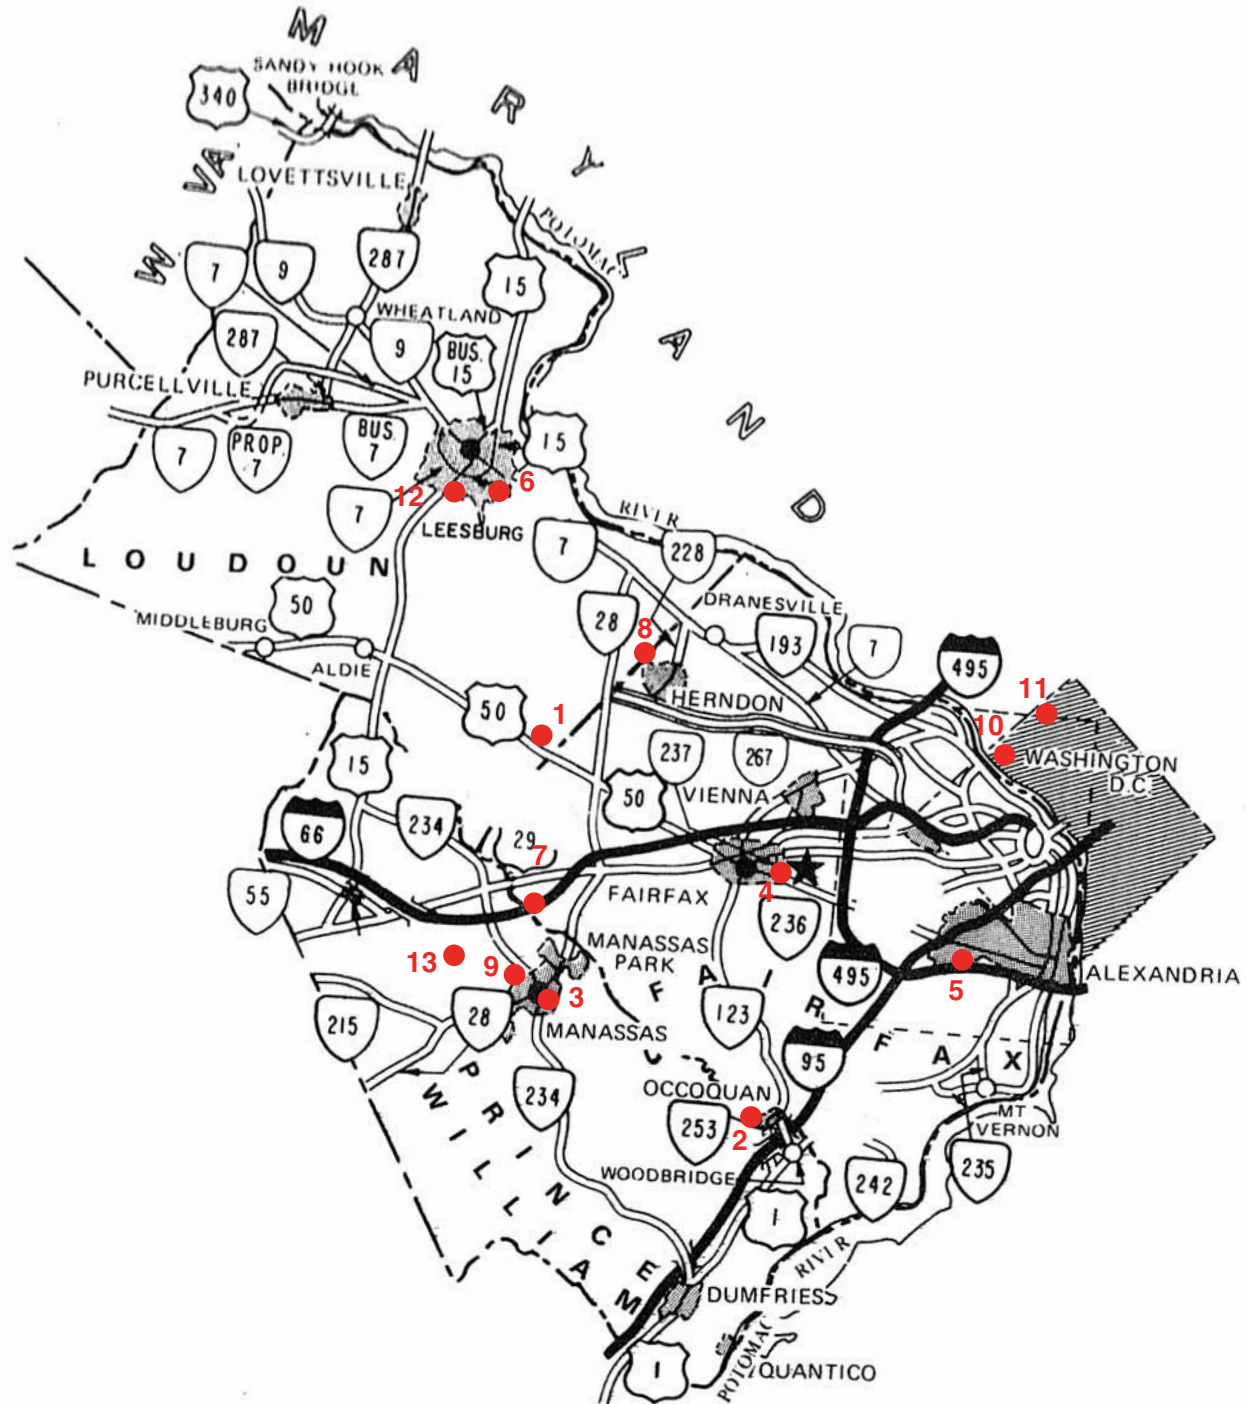 M A R Y L A N D
SANDY HOOK
BRIDGE
340
W VA
LOVETTSVILLE
POTOMAC
7
9
287
15
WHEATLAND
287
9
BUS.
15
PURCELLVILLE
7
PROP.
7
BUS.
7
15
12
6
7
LEESBURG
RIVER
7
228
LOUDOUN
50
MIDDLEBURG
ALDIE
28
8
DRANESVILLE
193
7
495
HERNDON
11
10
50
1
WASHINGTON
D.C.
15
237
267
50
VIENNA
66
234
29
7
55
FAIRFAX
4
236
MANASSAS
PARK
13
9
3
495
5
ALEXANDRIA
215
28
MANASSAS
123
FAIRFAX
95
234
OCCOQUAN
253
2
MT
VERNON
235
WOODBRIDGE
242
1
PRINCE
WILLIAM
RIVER
DUMFRIES
POTOMAC
1
QUANTICO